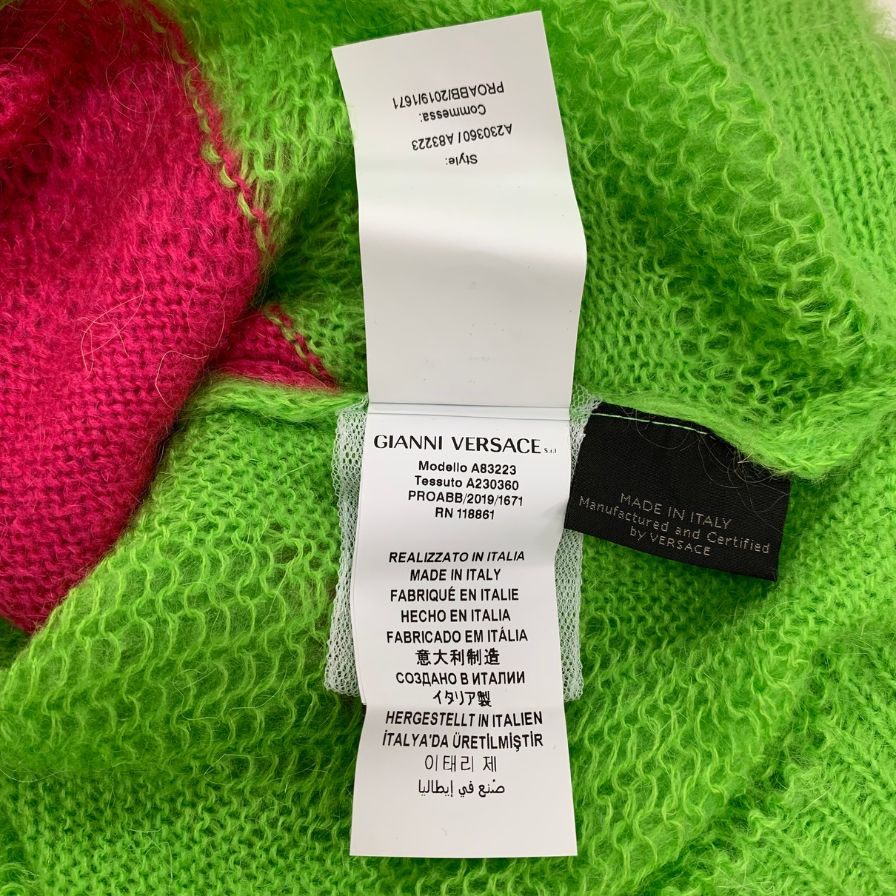 Style:
A230360 / A83223
Commessa:
PROABB/2019/1671
GIANNI VERSACE S.r.l
Modello A83223
Tessuto A230360
PROABB/2019/1671
RN 118861
REALIZZATO IN ITALIA
MADE IN ITALY
FABRIQUÉ EN ITALIE
HECHO EN ITALIA
FABRICADO EM ITÁLIA
意大利制造
СОЗДАНО В ИТАЛИИ
イタリア製
HERGESTELLT IN ITALIEN
İTALYA'DA ÜRETİLMİŞTİR
이태리 제
صُنع في إيطاليا
MADE IN ITALY
Manufactured and Certified
by VERSACE